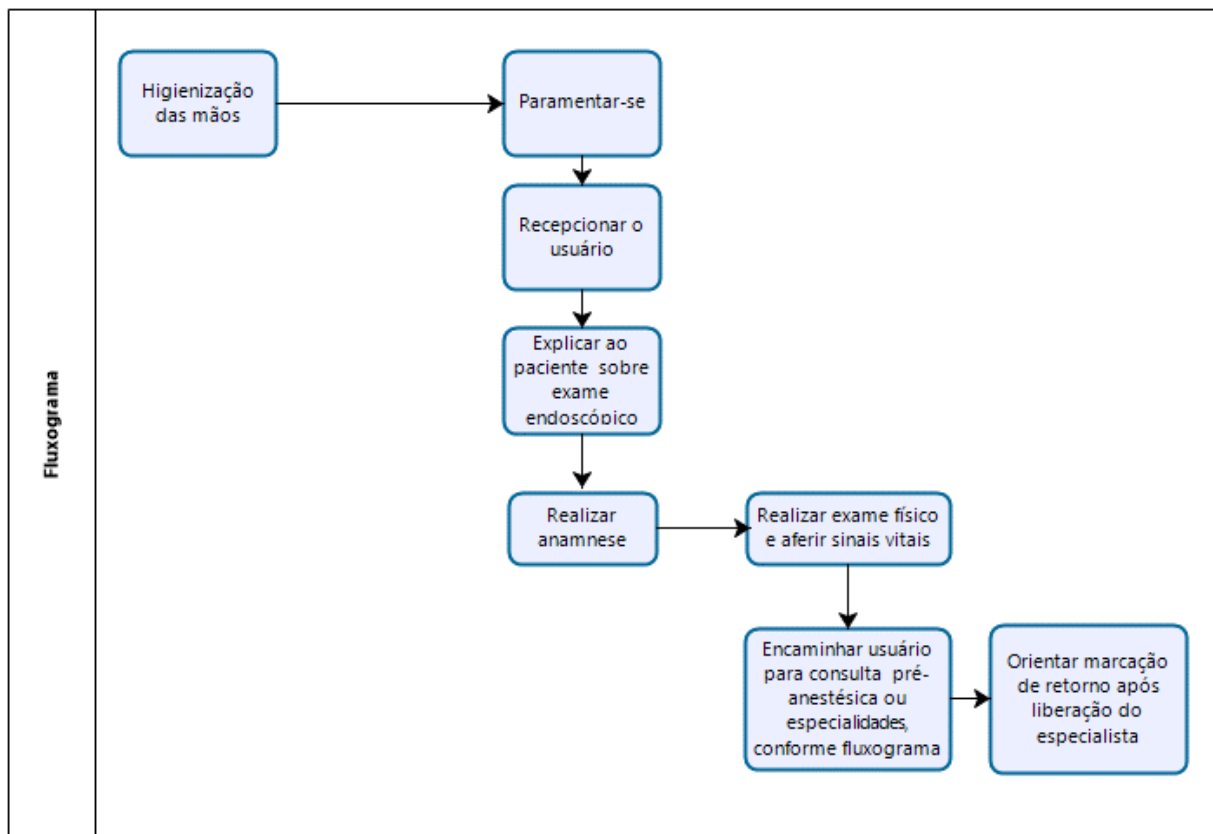 Fluxograma
Higienização
das mãos
Paramentar-se
Recepcionar o
usuário
Explicar ao
paciente sobre
exame
endoscópico
Realizar
anamnese
Realizar exame físico
e aferir sinais vitais
Encaminhar usuário
para consulta pré-
anestésica ou
especialidades,
conforme fluxograma
Orientar marcação
de retorno após
liberação do
especialista